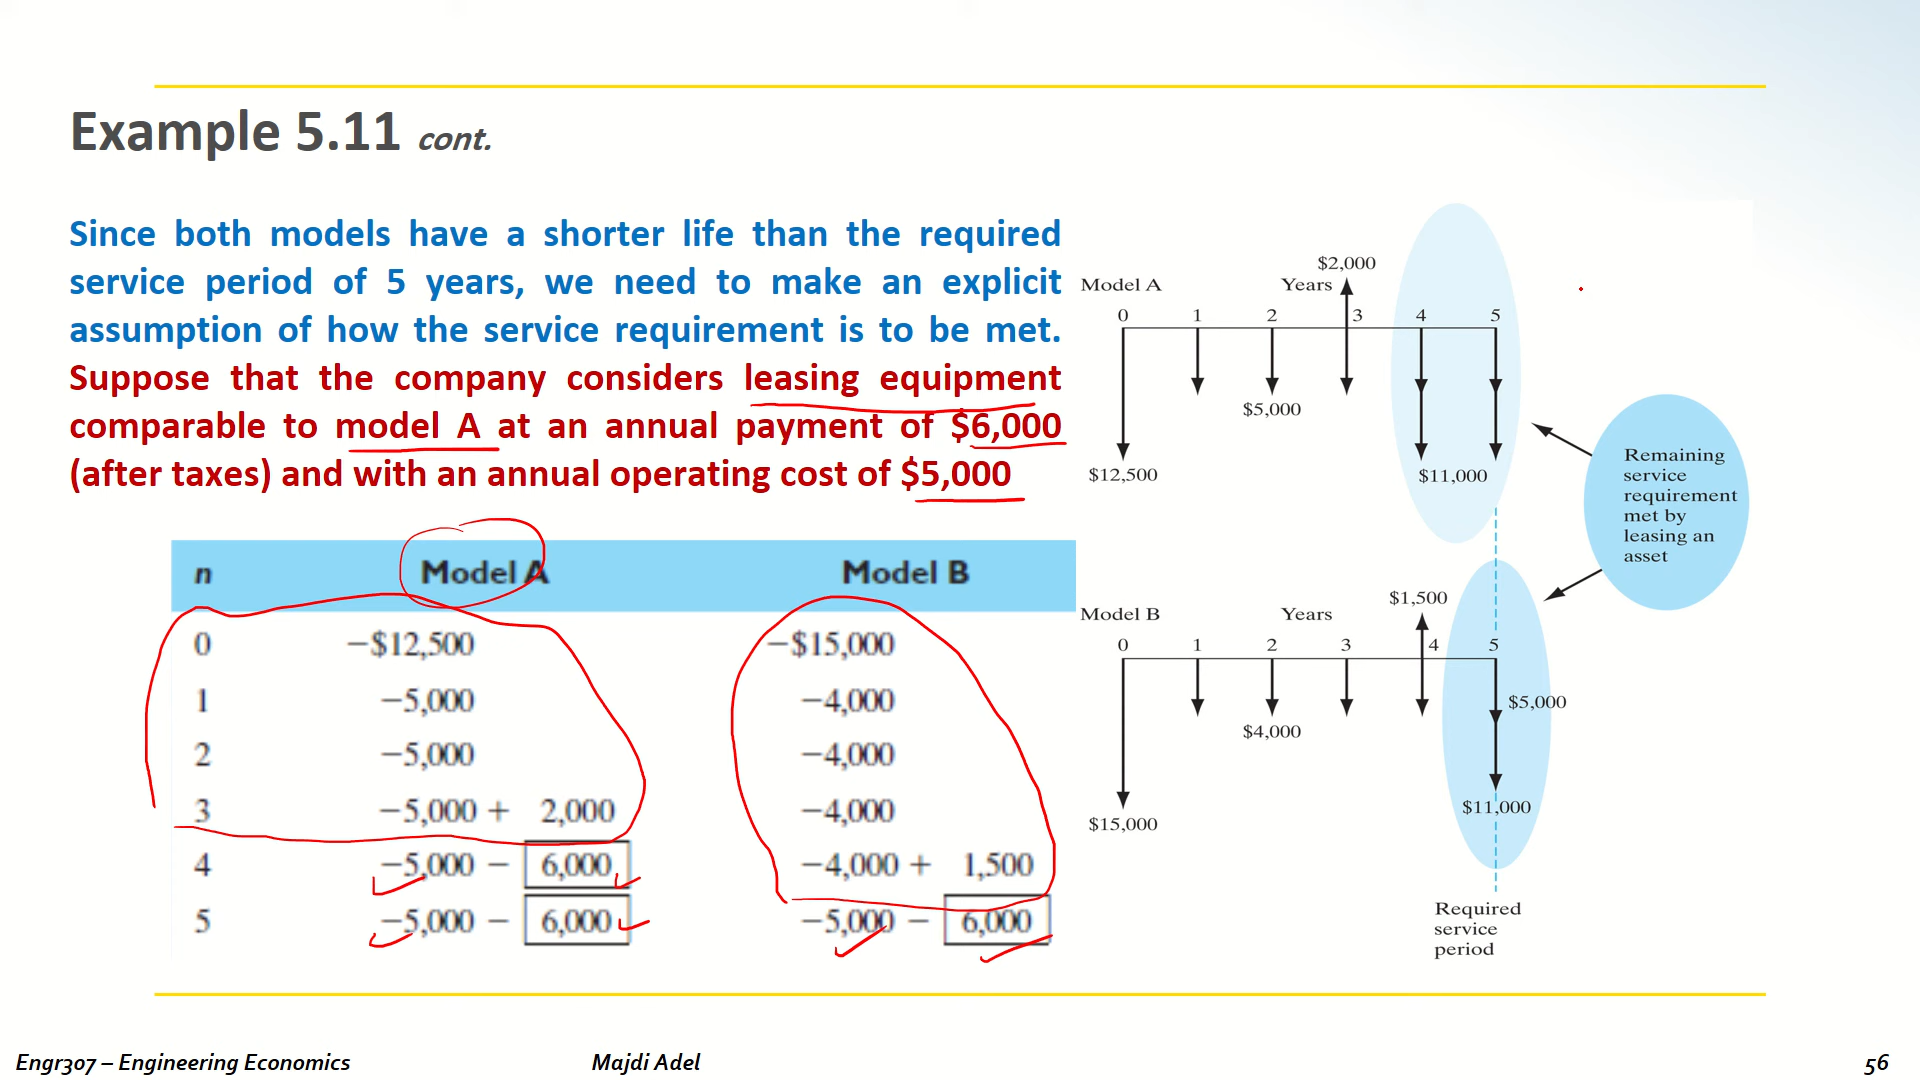 Example 5.11 cont.
Since both models have a shorter life than the required
service period of 5 years, we need to make an explicit
assumption of how the service requirement is to be met.
Suppose that the company considers leasing equipment
comparable to model A at an annual payment of $6,000
(after taxes) and with an annual operating cost of $5,000
n Model A Model B
0 −$12,500 −$15,000
1 −5,000 −4,000
2 −5,000 −4,000
3 −5,000 + 2,000 −4,000
4 −5,000 − 6,000 −4,000 + 1,500
5 −5,000 − 6,000 −5,000 − 6,000
$2,000
Model A Years
0 1 2 3 4 5
$5,000
$12,500 $11,000
Remaining
service
requirement
met by
leasing an
asset
$1,500
Model B Years
0 1 2 3 4 5
$5,000
$4,000
$11,000
$15,000
Required
service
period
Engr307 – Engineering Economics Majdi Adel 56